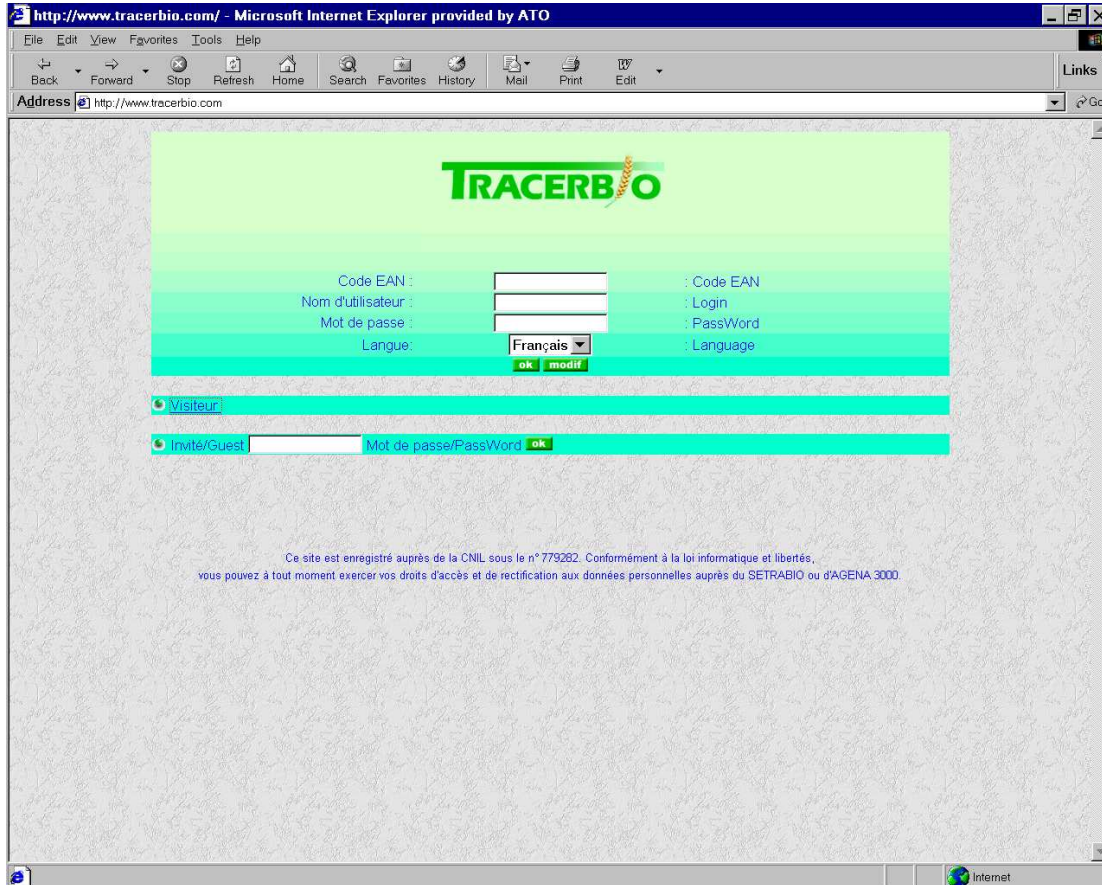 http://www.tracerbio.com/ - Microsoft Internet Explorer provided by ATO
File Edit View Favorites Tools Help
Back Forward Stop Refresh Home Search Favorites History Mail Print Edit Links
Address http://www.tracerbio.com Go
TRACERBIO
Code EAN : : Code EAN
Nom d'utilisateur : : Login
Mot de passe : : PassWord
Langue: Français : Language
ok modif
Visiteur
Invité/Guest Mot de passe/PassWord ok
Ce site est enregistré auprès de la CNIL sous le n° 779282. Conformément à la loi informatique et libertés,
vous pouvez à tout moment exercer vos droits d'accès et de rectification aux données personnelles auprès du SETRABIO ou d'AGENA 3000.
Internet